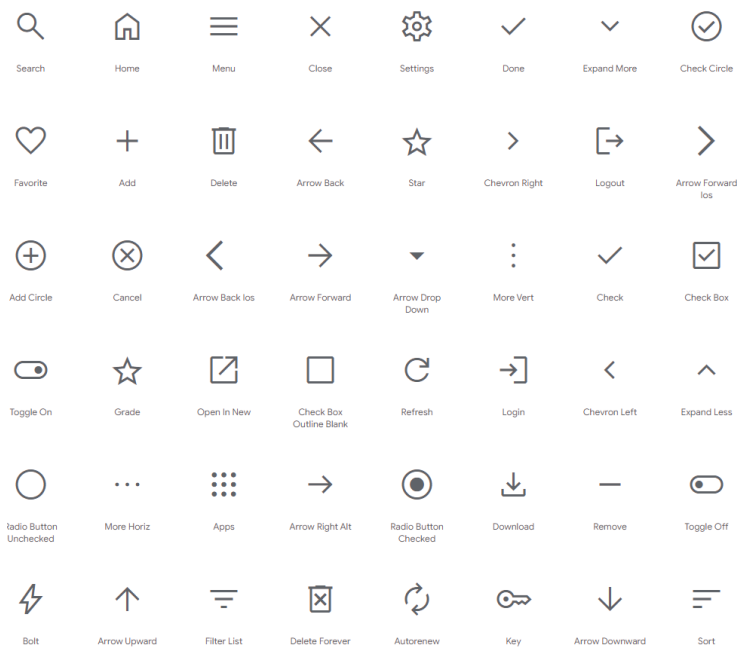 Search Home Menu Close Settings Done Expand More Check Circle
Favorite Add Delete Arrow Back Star Chevron Right Logout Arrow Forward
Ios
Add Circle Cancel Arrow Back Ios Arrow Forward Arrow Drop More Vert Check Check Box
Down
Toggle On Grade Open In New Check Box Refresh Login Chevron Left Expand Less
Outline Blank
Radio Button More Horiz Apps Arrow Right Alt Radio Button Download Remove Toggle Off
Unchecked Checked
Bolt Arrow Upward Filter List Delete Forever Autorenew Key Arrow Downward Sort